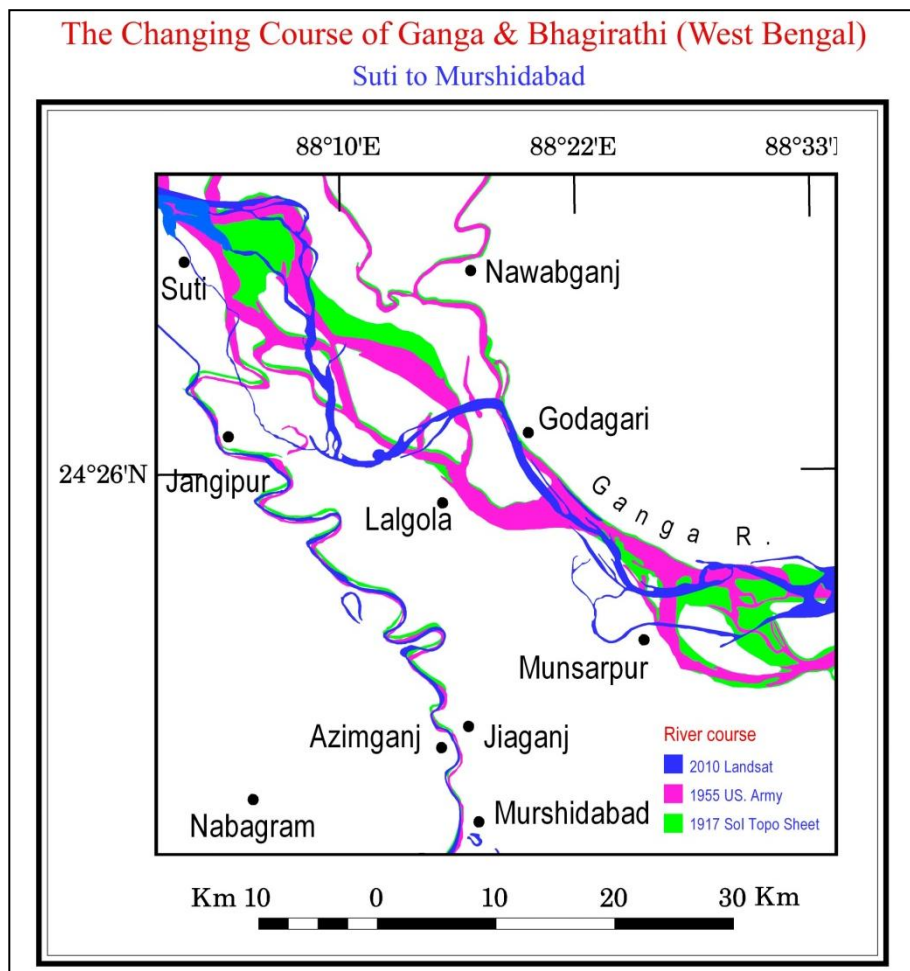 The Changing Course of Ganga & Bhagirathi (West Bengal)
Suti to Murshidabad
88°10'E 88°22'E 88°33'
Nawabganj
Suti
Godagari
24°26'N
Jangipur
Ganga R.
Lalgola
Munsarpur
Azimganj
Jiaganj
River course
2010 Landsat
1955 US. Army
1917 SoI Topo Sheet
Nabagram
Murshidabad
Km 10 0 10 20 30 Km